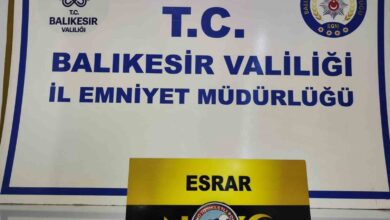 T.C.
BALIKESİR
VALİLİĞİ
T.C.
BALIKESİR VALİLİĞİ
İL EMNİYET MÜDÜRLÜĞÜ
ESRAR